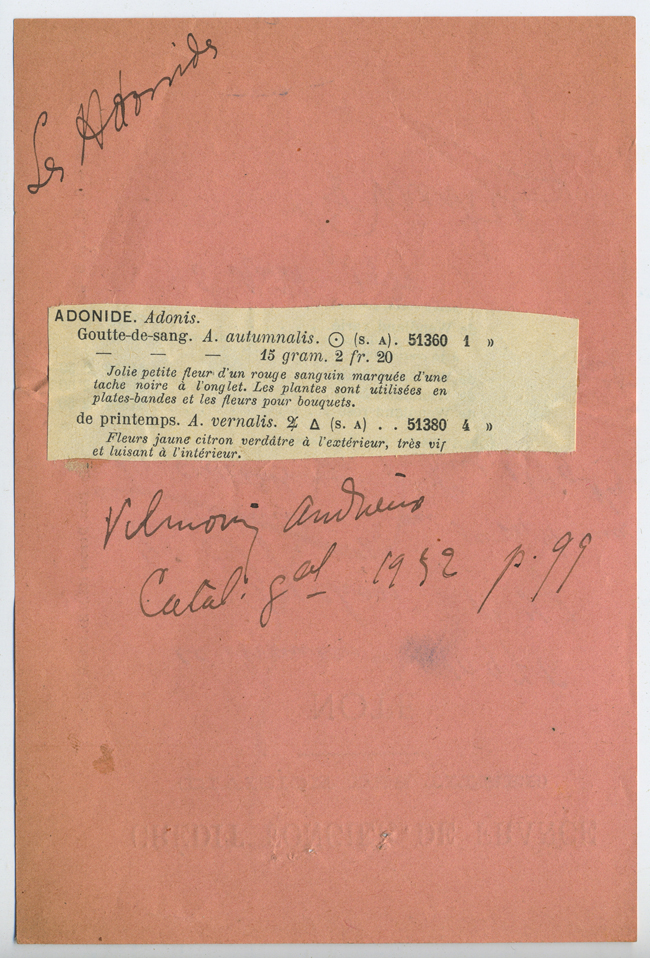 Les Adonides
ADONIDE. Adonis.
Goutte-de-sang. A. autumnalis. ☉ (S. A). 51360 1 »
— — — 15 gram. 2 fr. 20
Jolie petite fleur d'un rouge sanguin marquée d'une
tache noire à l'onglet. Les plantes sont utilisées en
plates-bandes et les fleurs pour bouquets.
de printemps. A. vernalis. ♃ Δ (S. A) . . 51380 4 »
Fleurs jaune citron verdâtre à l'extérieur, très vif
et luisant à l'intérieur.
Vilmorin Andrieux
Catal. gal 1952 p. 99